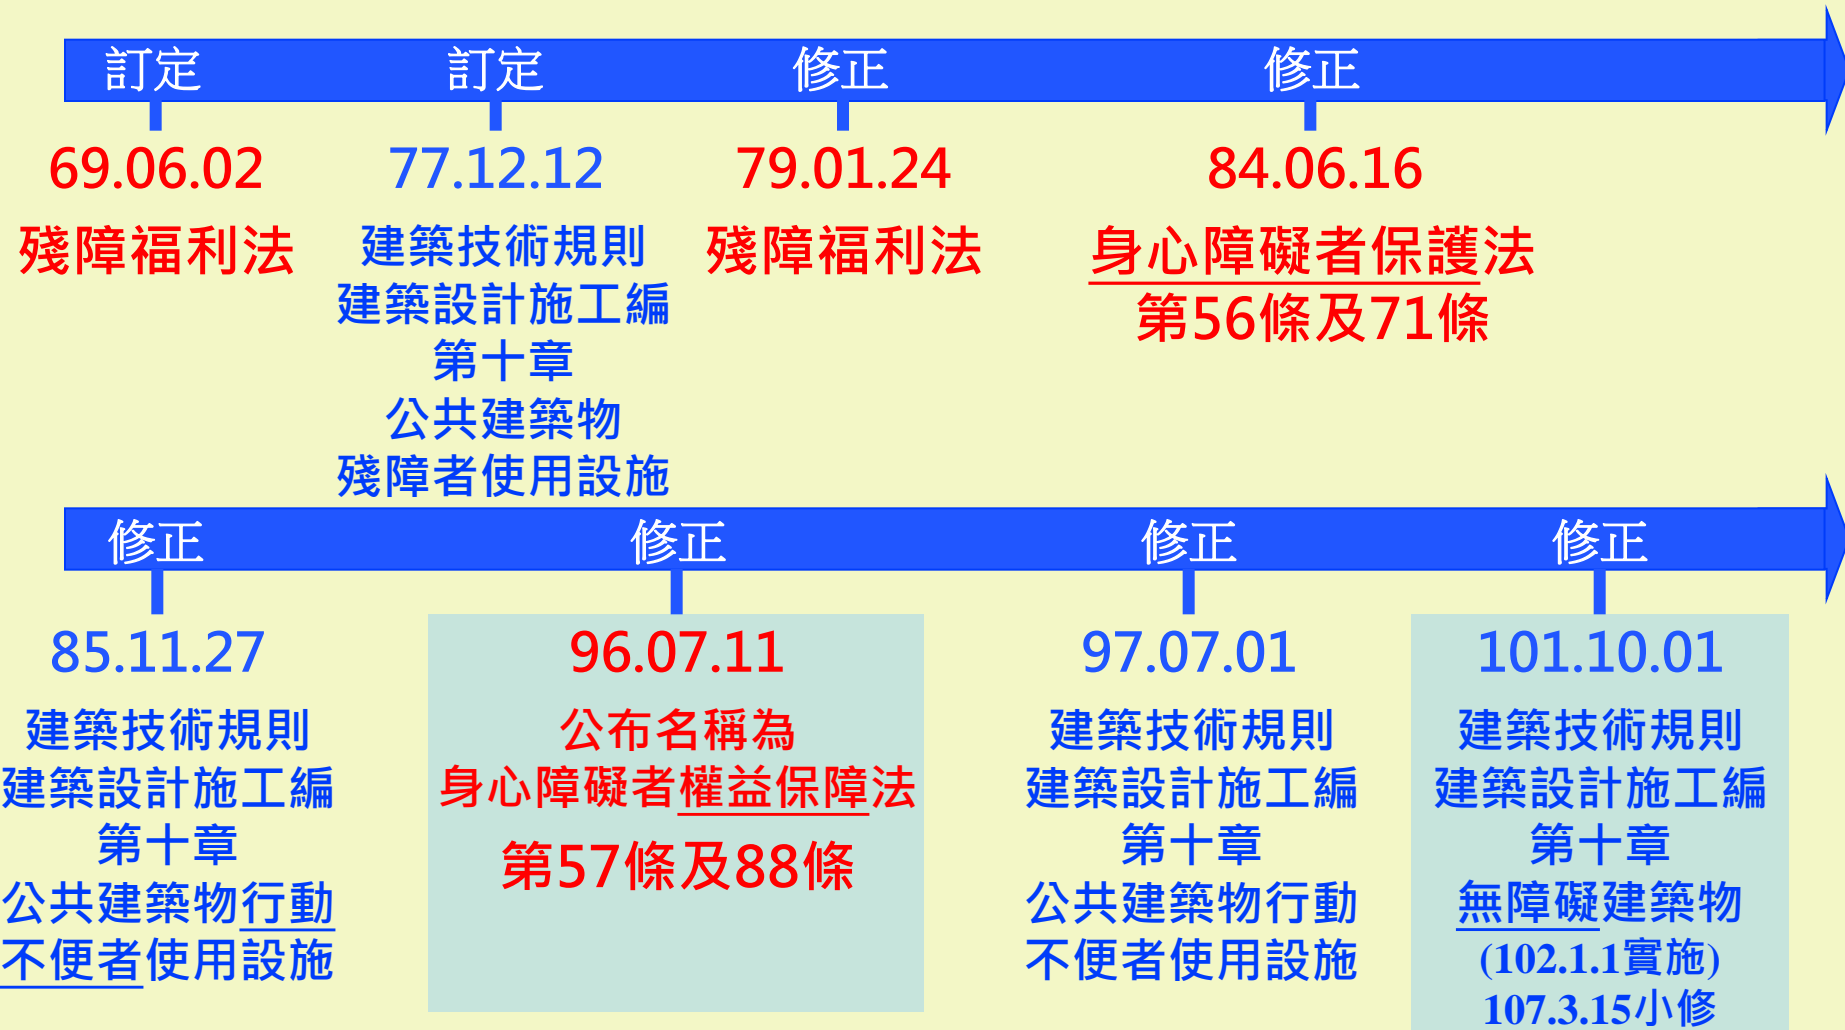 訂定
訂定
修正
修正
69.06.02
殘障福利法
77.12.12
建築技術規則
建築設計施工編
第十章
公共建築物
殘障者使用設施
79.01.24
殘障福利法
84.06.16
身心障礙者保護法
第56條及71條
修正
修正
修正
修正
85.11.27
建築技術規則
建築設計施工編
第十章
公共建築物行動
不便者使用設施
96.07.11
公布名稱為
身心障礙者權益保障法
第57條及88條
97.07.01
建築技術規則
建築設計施工編
第十章
公共建築物行動
不便者使用設施
101.10.01
建築技術規則
建築設計施工編
第十章
無障礙建築物
(102.1.1實施)
107.3.15小修